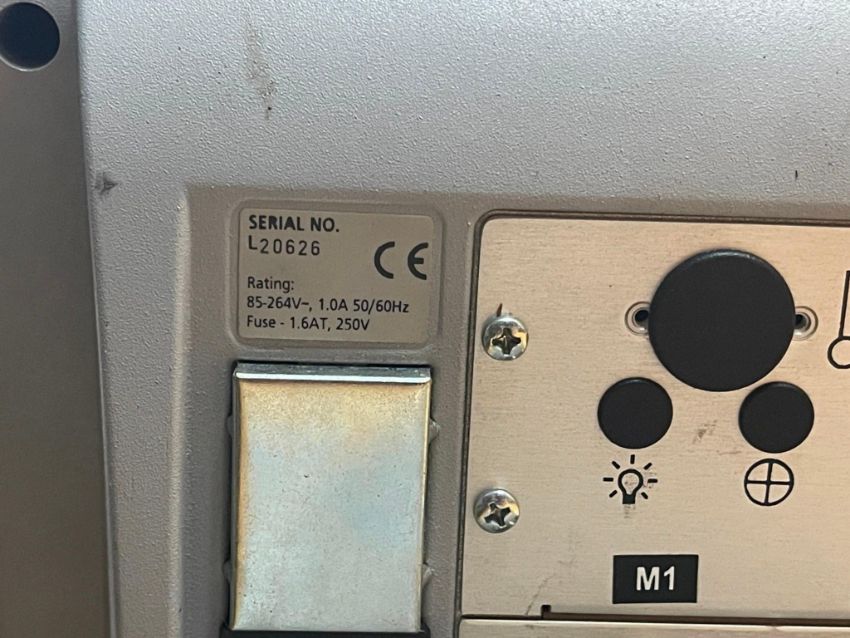 SERIAL NO.
L20626
CE
Rating:
85-264V~, 1.0A 50/60Hz
Fuse - 1.6AT, 250V
M1